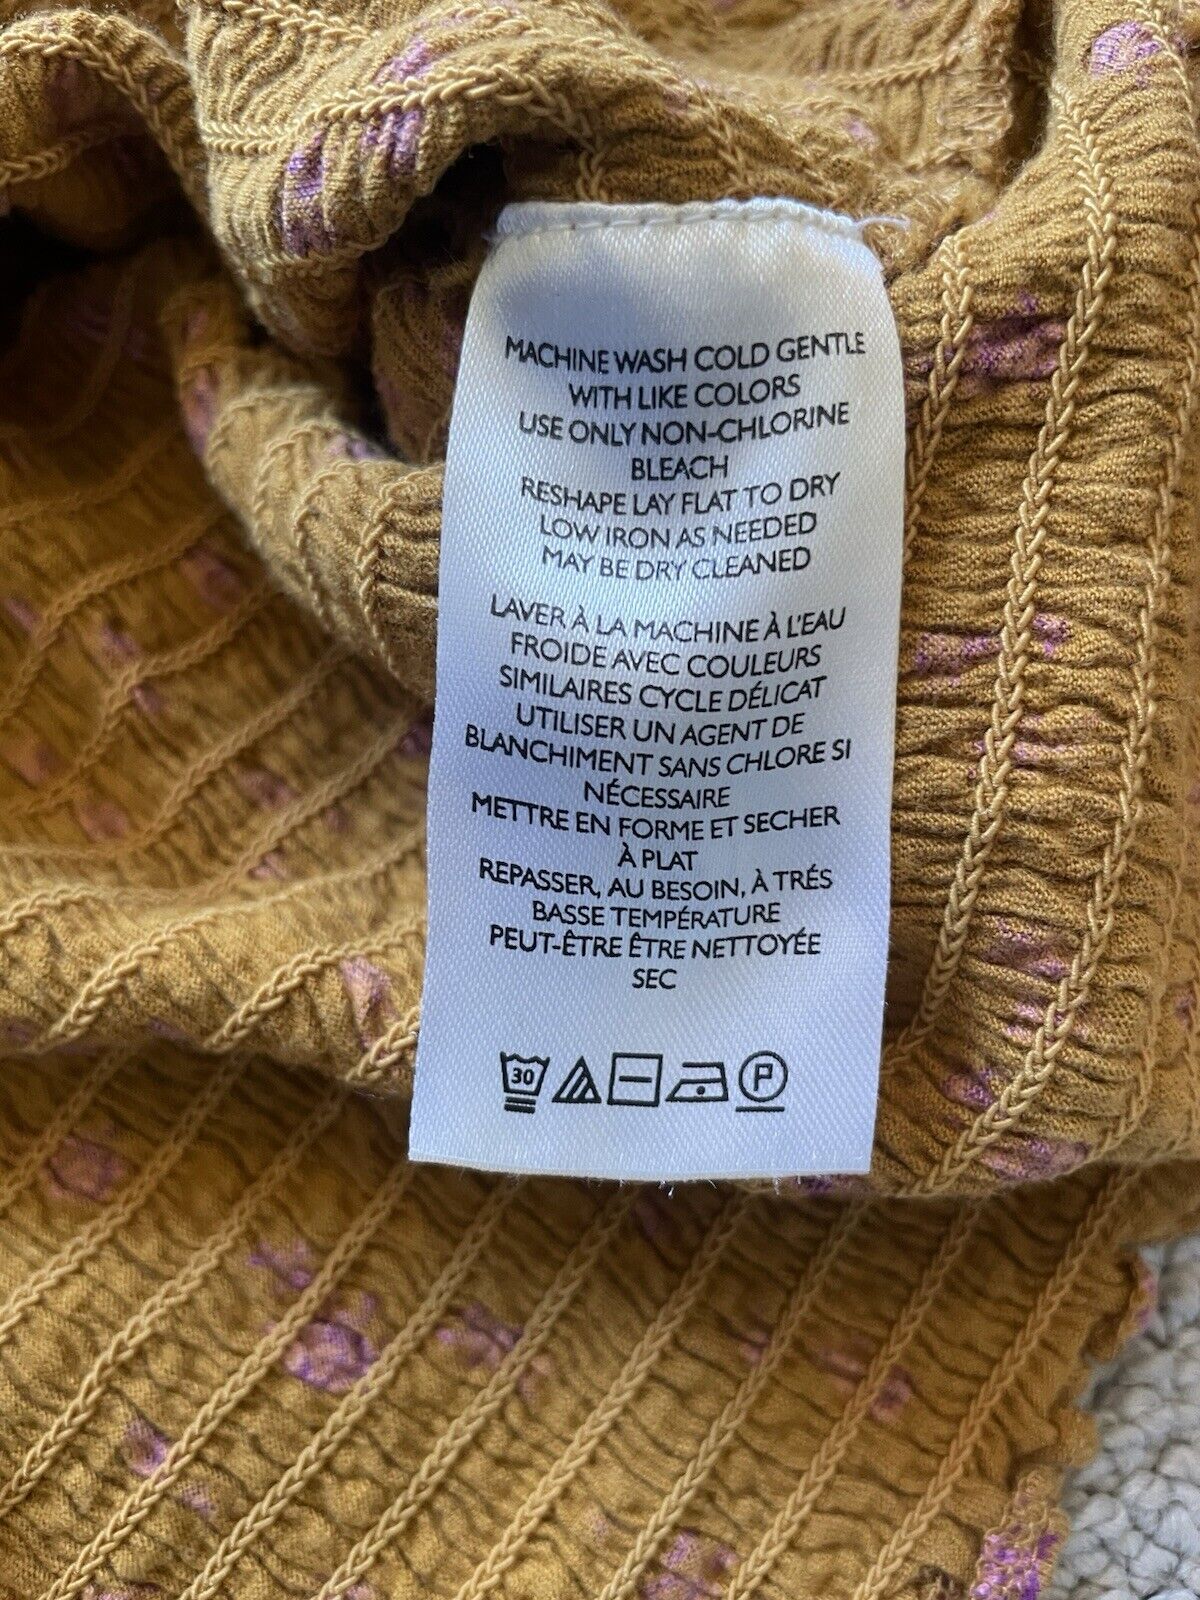 MACHINE WASH COLD GENTLE
WITH LIKE COLORS
USE ONLY NON-CHLORINE
BLEACH
RESHAPE LAY FLAT TO DRY
LOW IRON AS NEEDED
MAY BE DRY CLEANED
LAVER À LA MACHINE À L'EAU
FROIDE AVEC COULEURS
SIMILAIRES CYCLE DÉLICAT
UTILISER UN AGENT DE
BLANCHIMENT SANS CHLORE SI
NÉCESSAIRE
METTRE EN FORME ET SECHER
À PLAT
REPASSER, AU BESOIN, À TRÉS
BASSE TEMPÉRATURE
PEUT-ÊTRE ÊTRE NETTOYÉE
SEC
30 P